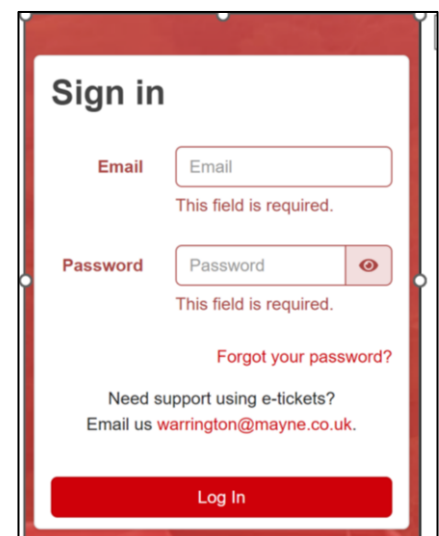 Sign in
Email
Email
This field is required.
Password
Password
This field is required.
Forgot your password?
Need support using e-tickets?
Email us warrington@mayne.co.uk.
Log In